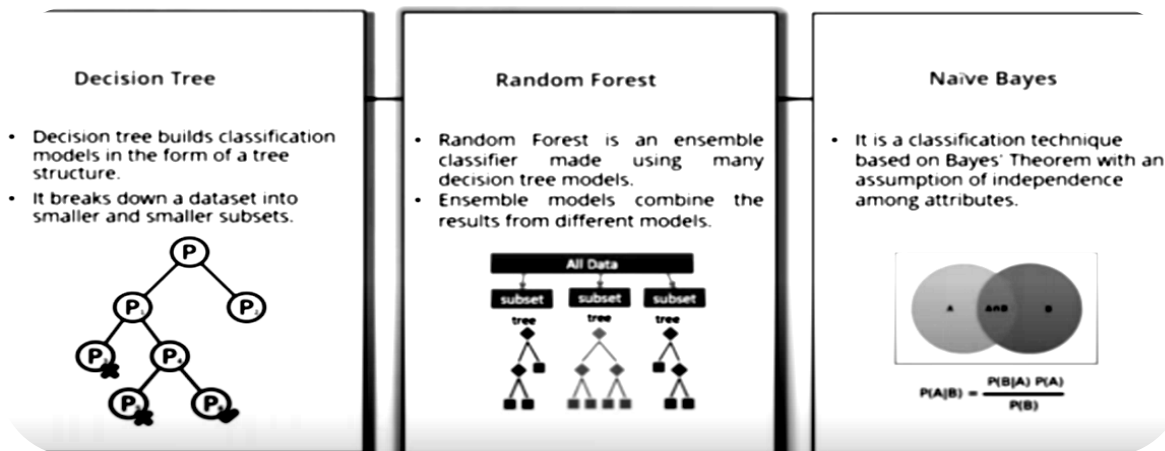 Decision Tree
• Decision tree builds classification
models in the form of a tree
structure.
• It breaks down a dataset into
smaller and smaller subsets.
P
P
P
P
P
P
P
Random Forest
• Random Forest is an ensemble
classifier made using many
decision tree models.
• Ensemble models combine the
results from different models.
All Data
subset subset subset
tree tree tree
Naïve Bayes
• It is a classification technique
based on Bayes' Theorem with an
assumption of independence
among attributes.
A A∩B B
P(A|B) = P(B|A) P(A)
P(B)